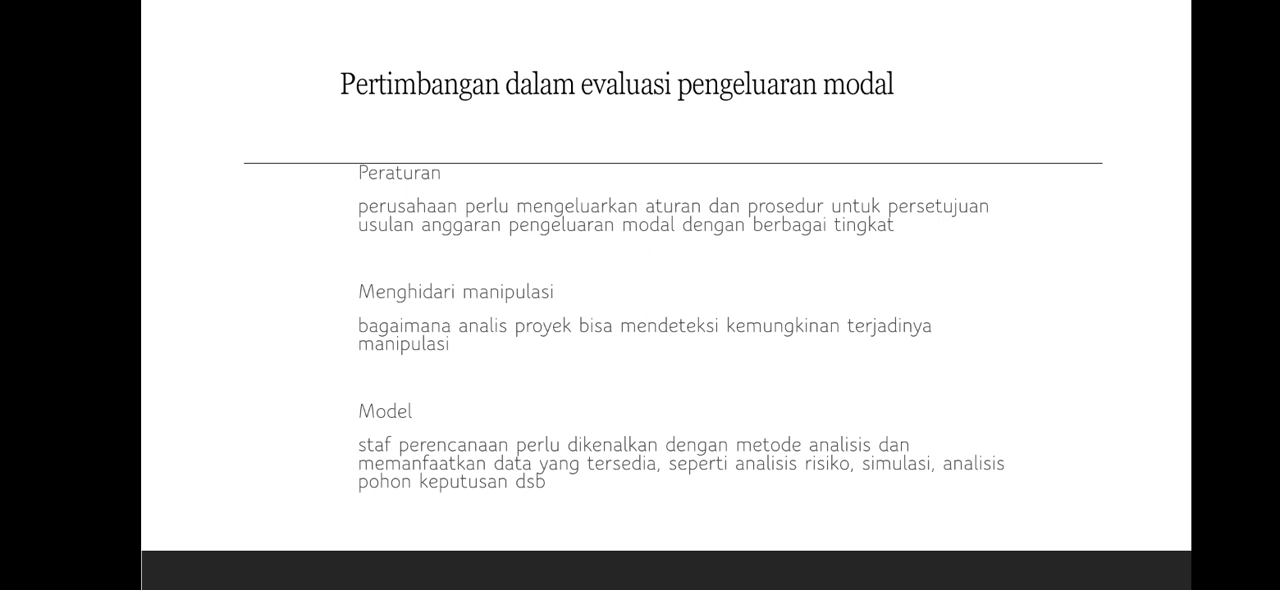 Pertimbangan dalam evaluasi pengeluaran modal
Peraturan
perusahaan perlu mengeluarkan aturan dan prosedur untuk persetujuan
usulan anggaran pengeluaran modal dengan berbagai tingkat
Menghidari manipulasi
bagaimana analis proyek bisa mendeteksi kemungkinan terjadinya
manipulasi
Model
staf perencanaan perlu dikenalkan dengan metode analisis dan
memanfaatkan data yang tersedia, seperti analisis risiko, simulasi, analisis
pohon keputusan dsb